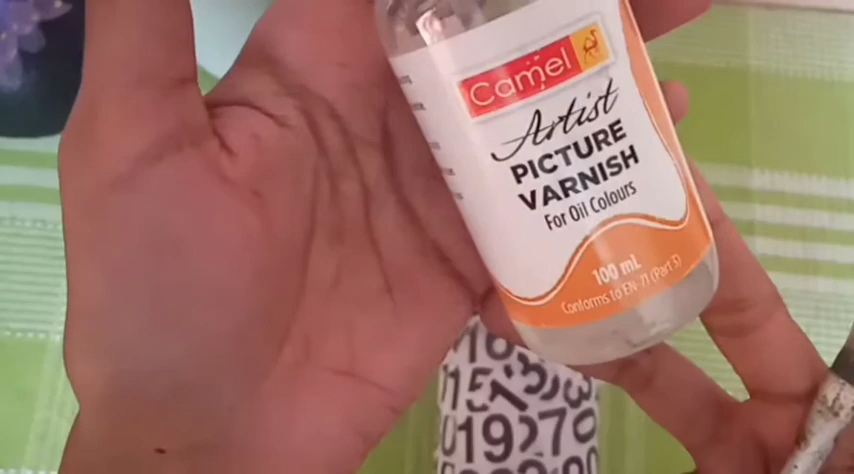 Camel
Artist
PICTURE
VARNISH
For Oil Colours
100 mL
Conforms to EN-71 (Part 3)